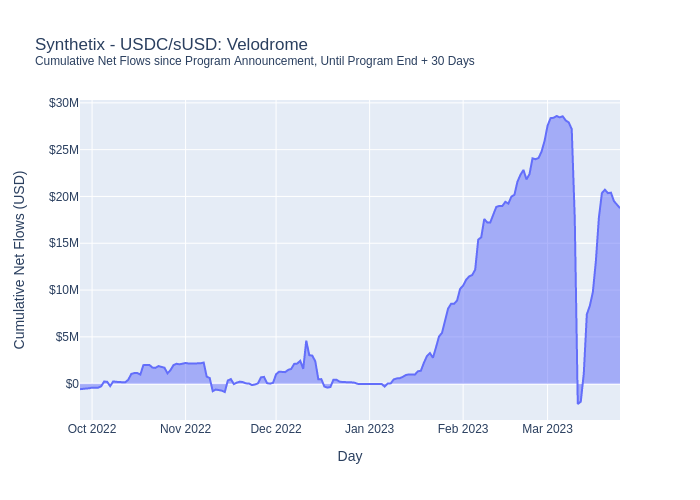 Synthetix - USDC/sUSD: Velodrome
Cumulative Net Flows since Program Announcement, Until Program End + 30 Days
Cumulative Net Flows (USD)
$30M
$25M
$20M
$15M
$10M
$5M
$0
Oct 2022
Nov 2022
Dec 2022
Jan 2023
Feb 2023
Mar 2023
Day